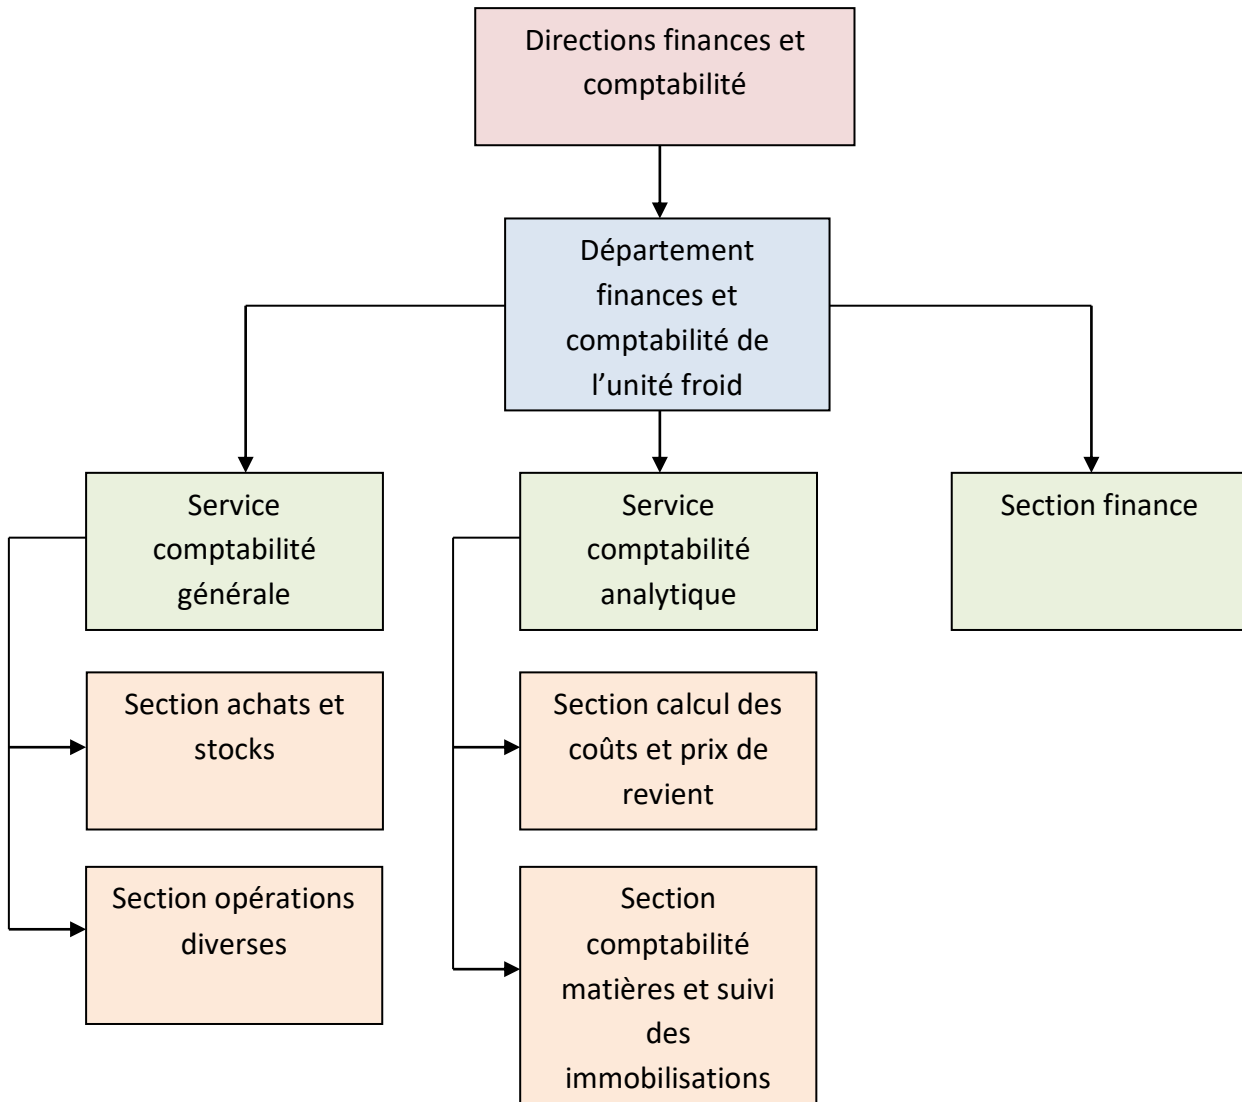 Directions finances et
comptabilité
Département
finances et
comptabilité de
l’unité froid
Service
comptabilité
générale
Service
comptabilité
analytique
Section finance
Section achats et
stocks
Section calcul des
coûts et prix de
revient
Section opérations
diverses
Section
comptabilité
matières et suivi
des
immobilisations